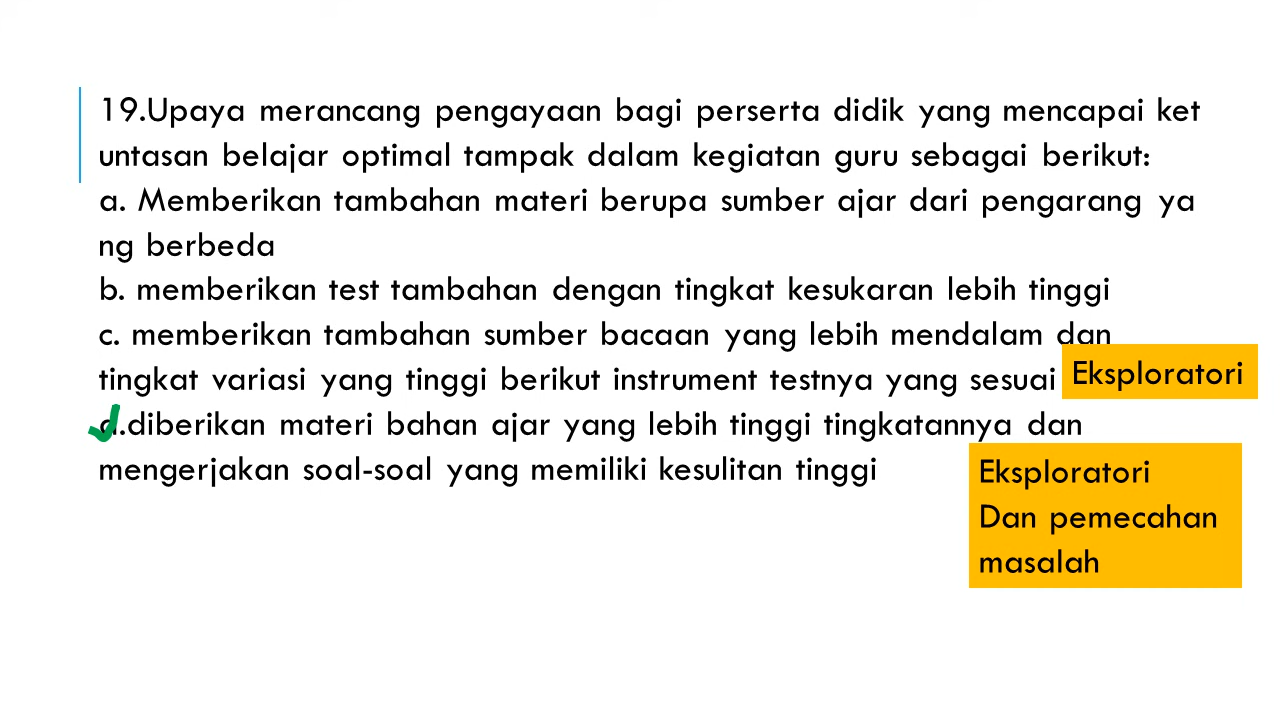 19.Upaya merancang pengayaan bagi perserta didik yang mencapai ket
untasan belajar optimal tampak dalam kegiatan guru sebagai berikut:
a. Memberikan tambahan materi berupa sumber ajar dari pengarang ya
ng berbeda
b. memberikan test tambahan dengan tingkat kesukaran lebih tinggi
c. memberikan tambahan sumber bacaan yang lebih mendalam dan
tingkat variasi yang tinggi berikut instrument testnya yang sesuai
Eksploratori
d.diberikan materi bahan ajar yang lebih tinggi tingkatannya dan
mengerjakan soal-soal yang memiliki kesulitan tinggi
Eksploratori
Dan pemecahan
masalah